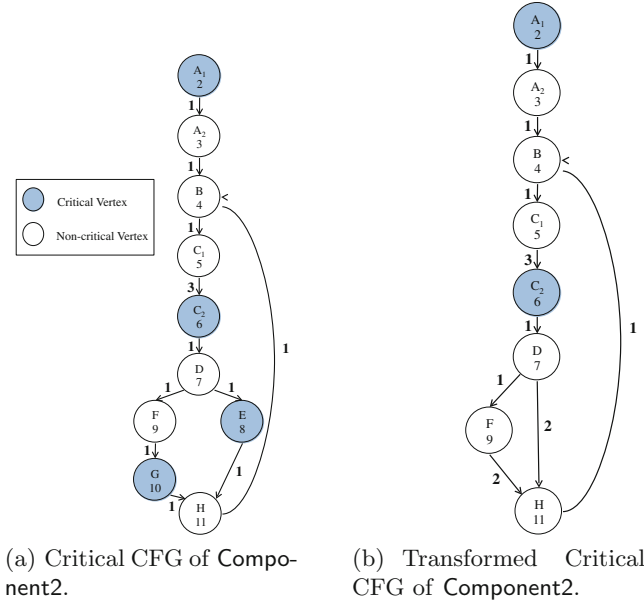 A₁
2
1
A₂
3
1
B
4
1
C₁
5
3
C₂
6
1
D
7
1 1
F
9
E
8
1
G
10
1
1
H
11
1
Critical Vertex
Non-critical Vertex
(a) Critical CFG of Compo-
nent2.
A₁
2
1
A₂
3
1
B
4
1
C₁
5
3
C₂
6
1
D
7
1
F
9
2
2
H
11
1
(b) Transformed Critical
CFG of Component2.